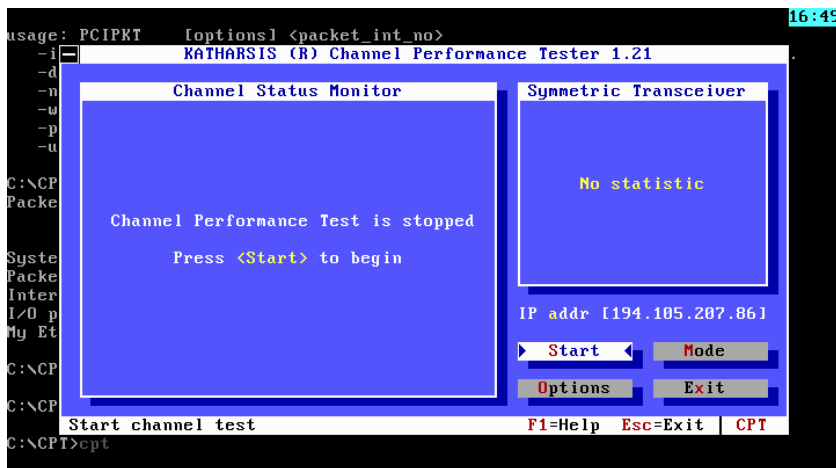 16:49
usage: PCIPKT [options] <packet_int_no>
-i KATHARSIS (R) Channel Performance Tester 1.21 .
-d
-n Channel Status Monitor Symmetric Transceiver
-w
-p
-u
C:\CP No statistic
Packe
Channel Performance Test is stopped
Syste Press <Start> to begin
Packe
Inter
I/O p IP addr [194.105.207.86]
My Et
Start Mode
C:\CP
Options Exit
C:\CP
Start channel test F1=Help Esc=Exit CPT
C:\CPT>cpt